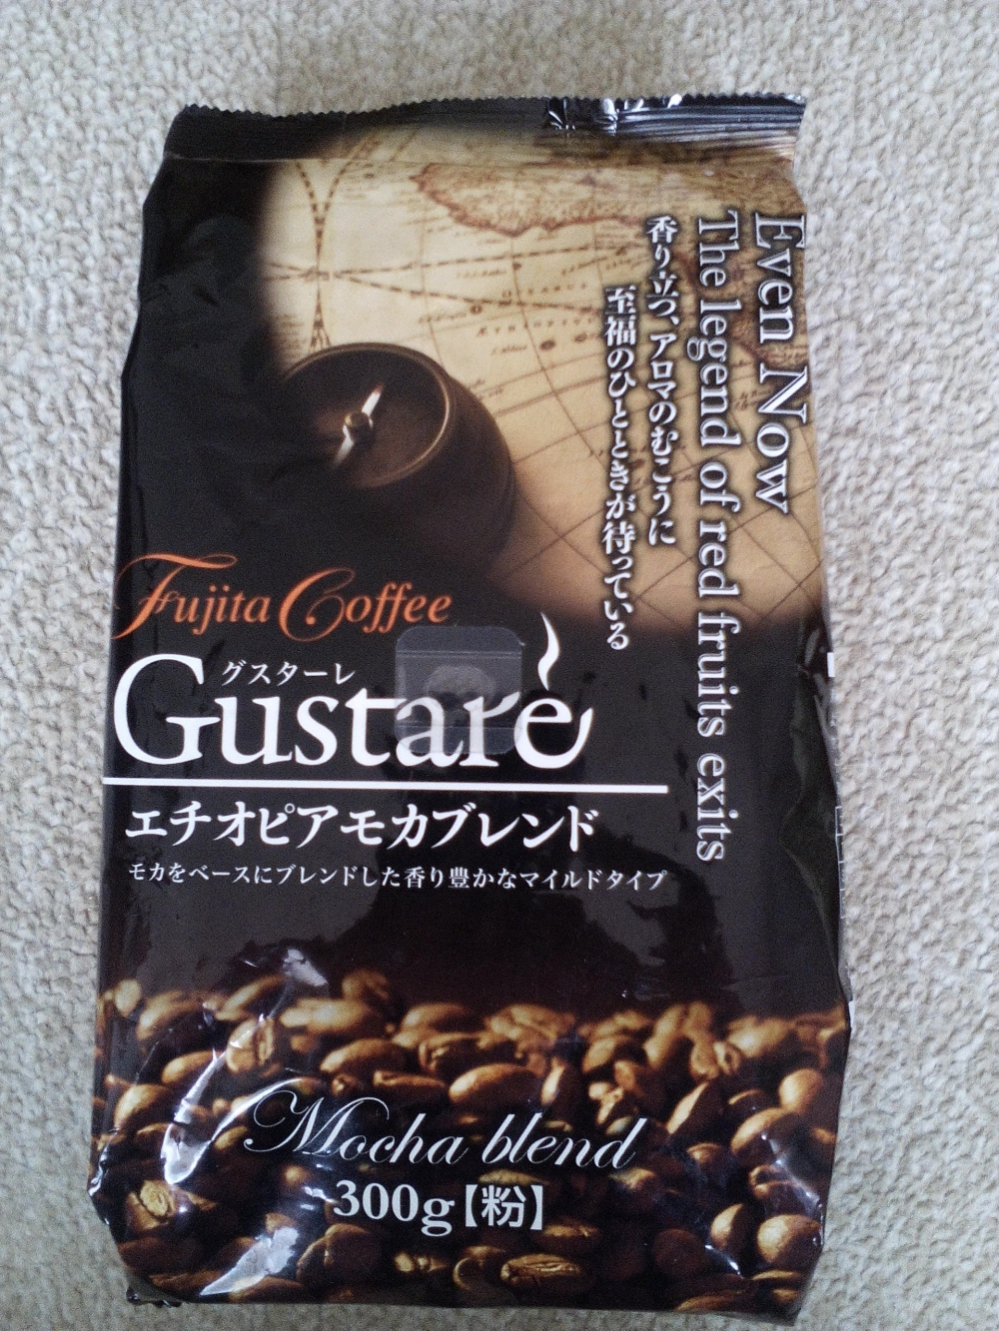 Even Now
The legend of red fruits exits
香り立つ、アロマのむこうに
至福のひとときが待っている
Fujita Coffee
グスターレ
Gustare
エチオピアモカブレンド
モカをベースにブレンドした香り豊かなマイルドタイプ
Mocha blend
300g【粉】